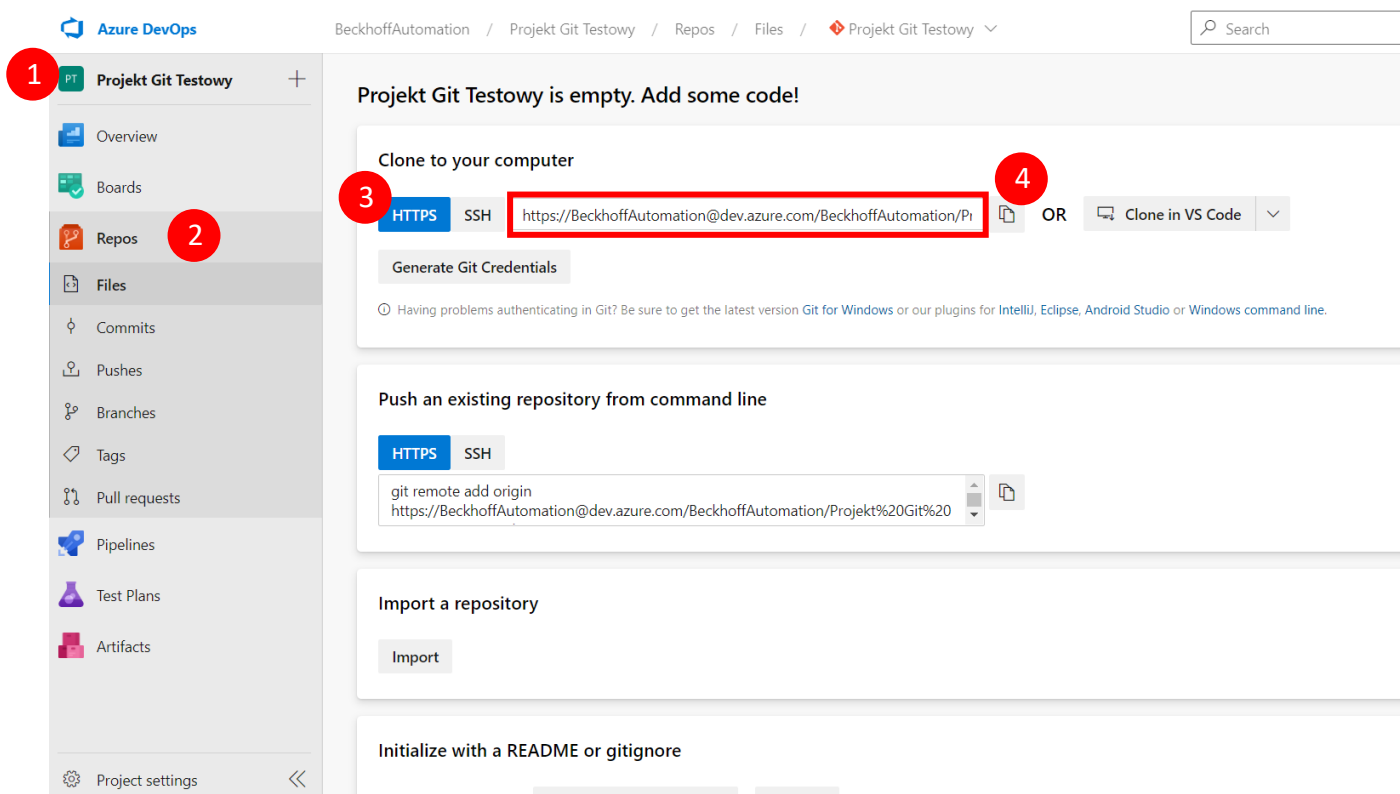 Azure DevOps
BeckhoffAutomation / Projekt Git Testowy / Repos / Files / Projekt Git Testowy
Search
1
PT
Projekt Git Testowy
Overview
Boards
Repos
2
Files
Commits
Pushes
Branches
Tags
Pull requests
Pipelines
Test Plans
Artifacts
Project settings
Projekt Git Testowy is empty. Add some code!
Clone to your computer
3
HTTPS SSH https://BeckhoffAutomation@dev.azure.com/BeckhoffAutomation/Pr
4
OR Clone in VS Code
Generate Git Credentials
Having problems authenticating in Git? Be sure to get the latest version Git for Windows or our plugins for IntelliJ, Eclipse, Android Studio or Windows command line.
Push an existing repository from command line
HTTPS SSH
git remote add origin
https://BeckhoffAutomation@dev.azure.com/BeckhoffAutomation/Projekt%20Git%20
Import a repository
Import
Initialize with a README or gitignore